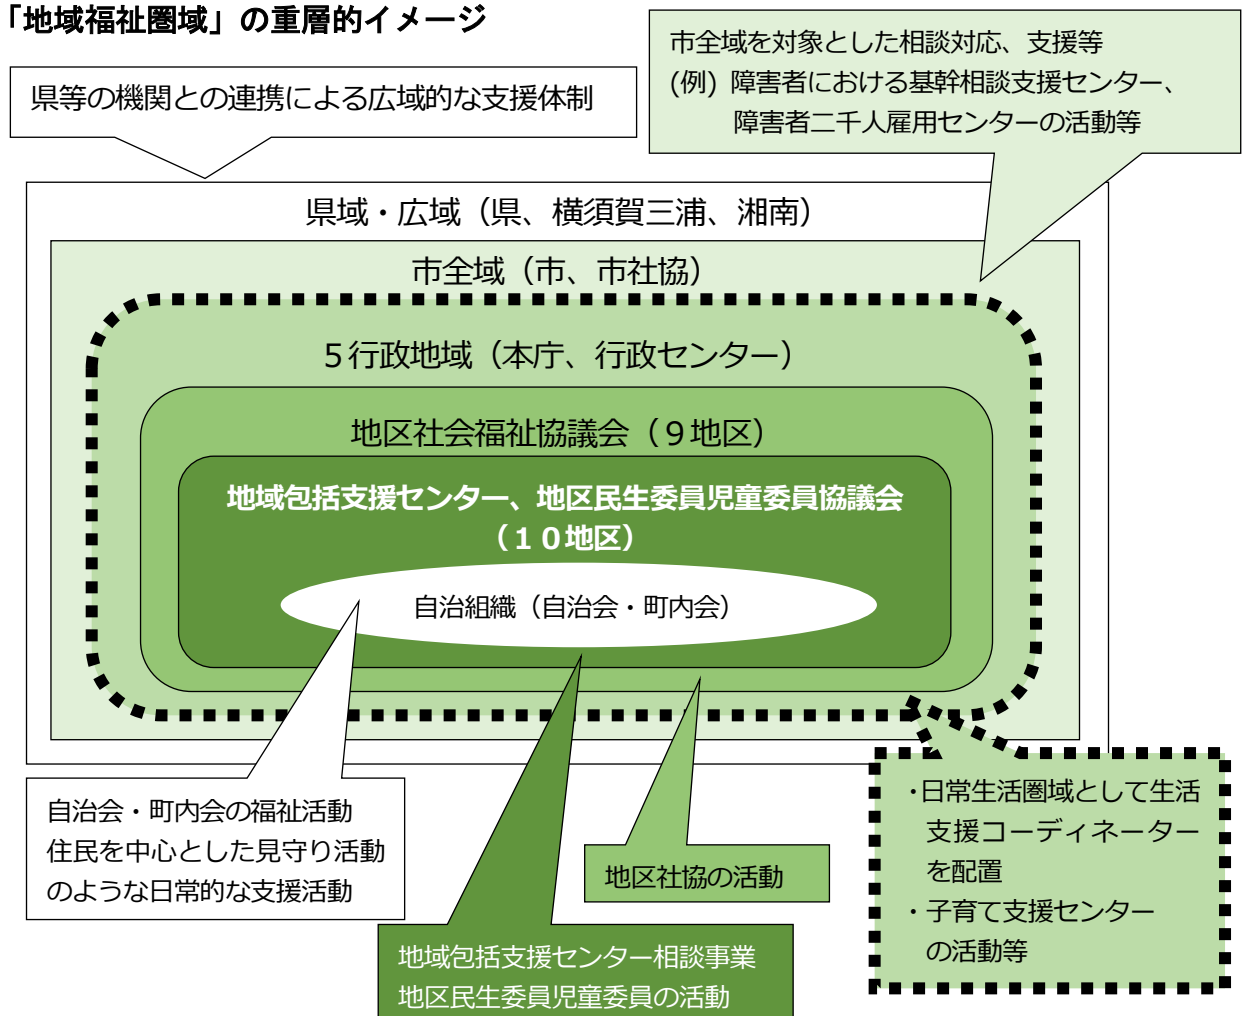 「地域福祉圏域」の重層的イメージ
市全域を対象とした相談対応、支援等
(例) 障害者における基幹相談支援センター、
障害者二千人雇用センターの活動等
県等の機関との連携による広域的な支援体制
県域・広域（県、横須賀三浦、湘南）
市全域（市、市社協）
５行政地域（本庁、行政センター）
地区社会福祉協議会（９地区）
地域包括支援センター、地区民生委員児童委員協議会
（１０地区）
自治組織（自治会・町内会）
自治会・町内会の福祉活動
住民を中心とした見守り活動
のような日常的な支援活動
地区社協の活動
地域包括支援センター相談事業
地区民生委員児童委員の活動
・日常生活圏域として生活
支援コーディネーター
を配置
・子育て支援センター
の活動等